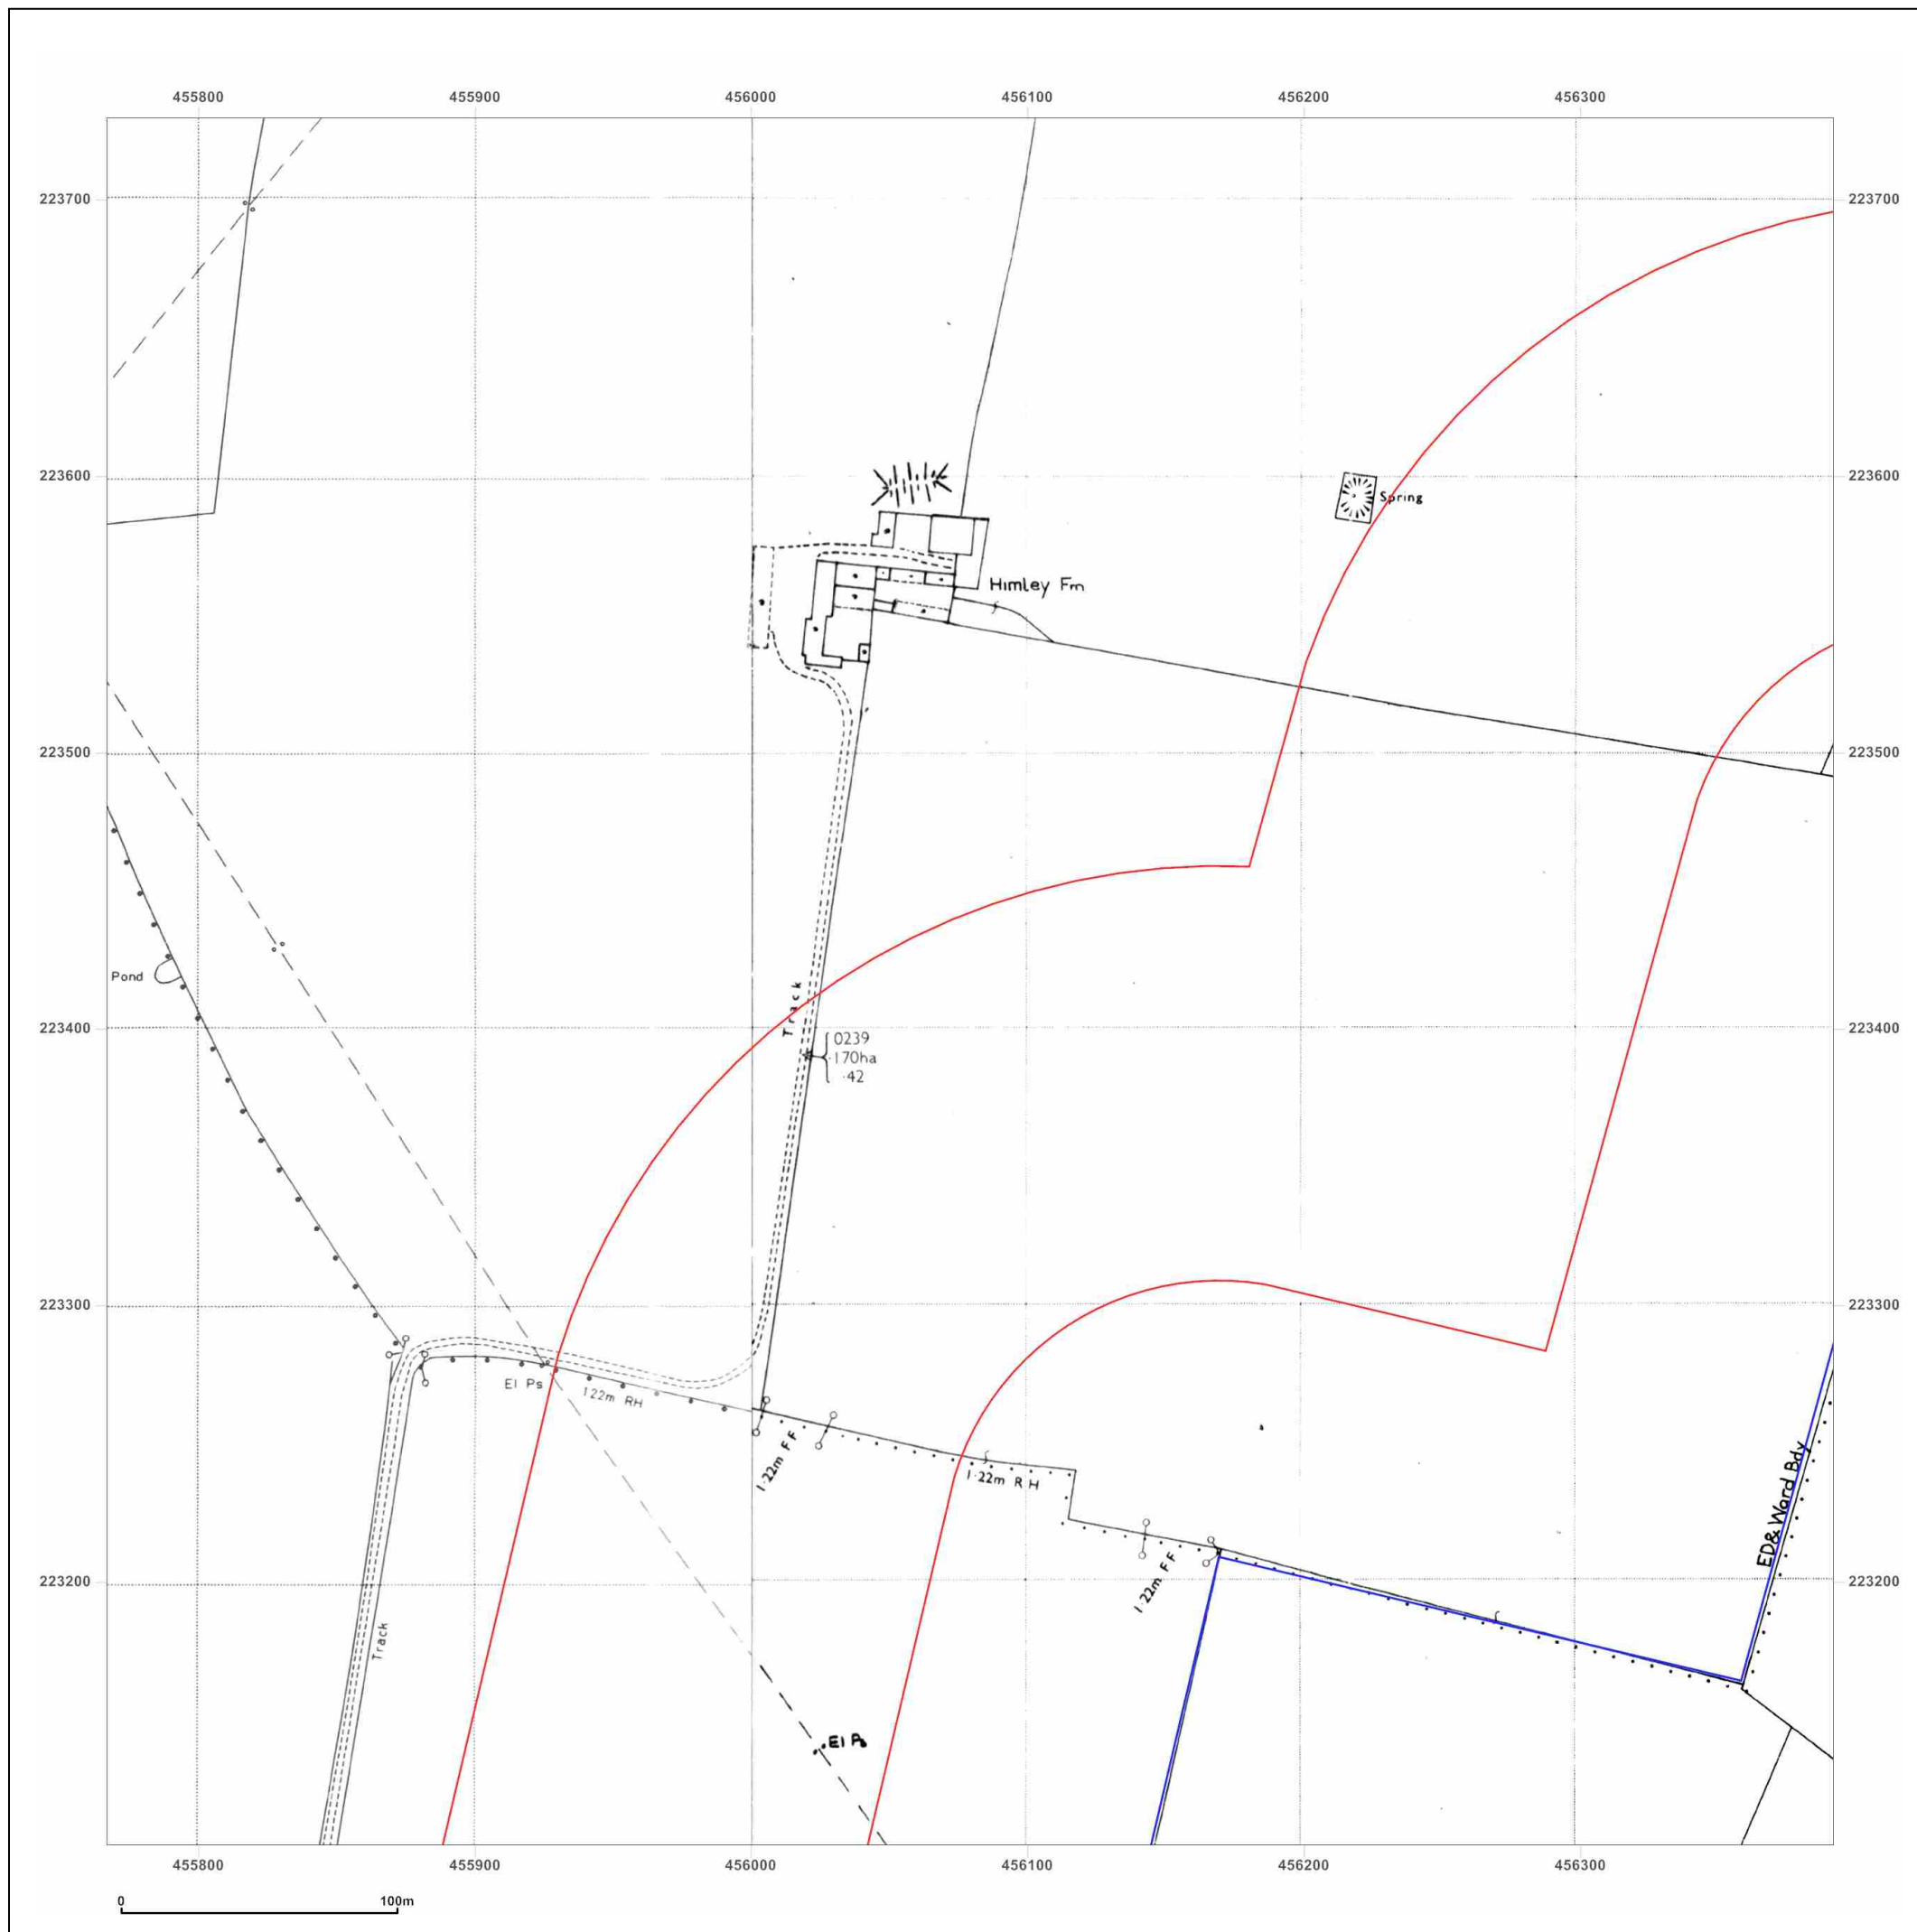 455800 455900 456000 456100 456200 456300
223700 223700
223600 223600
Spring
Himley Fm
223500 223500
Pond
Track
223400 223400
0239
·170ha
·42
223300 223300
El Ps
1·22m RH
1·22m FF
1·22m RH
ED & Ward Bdy
1·22m FF
223200 223200
Track
El Ps
455800 455900 456000 456100 456200 456300
0 100m